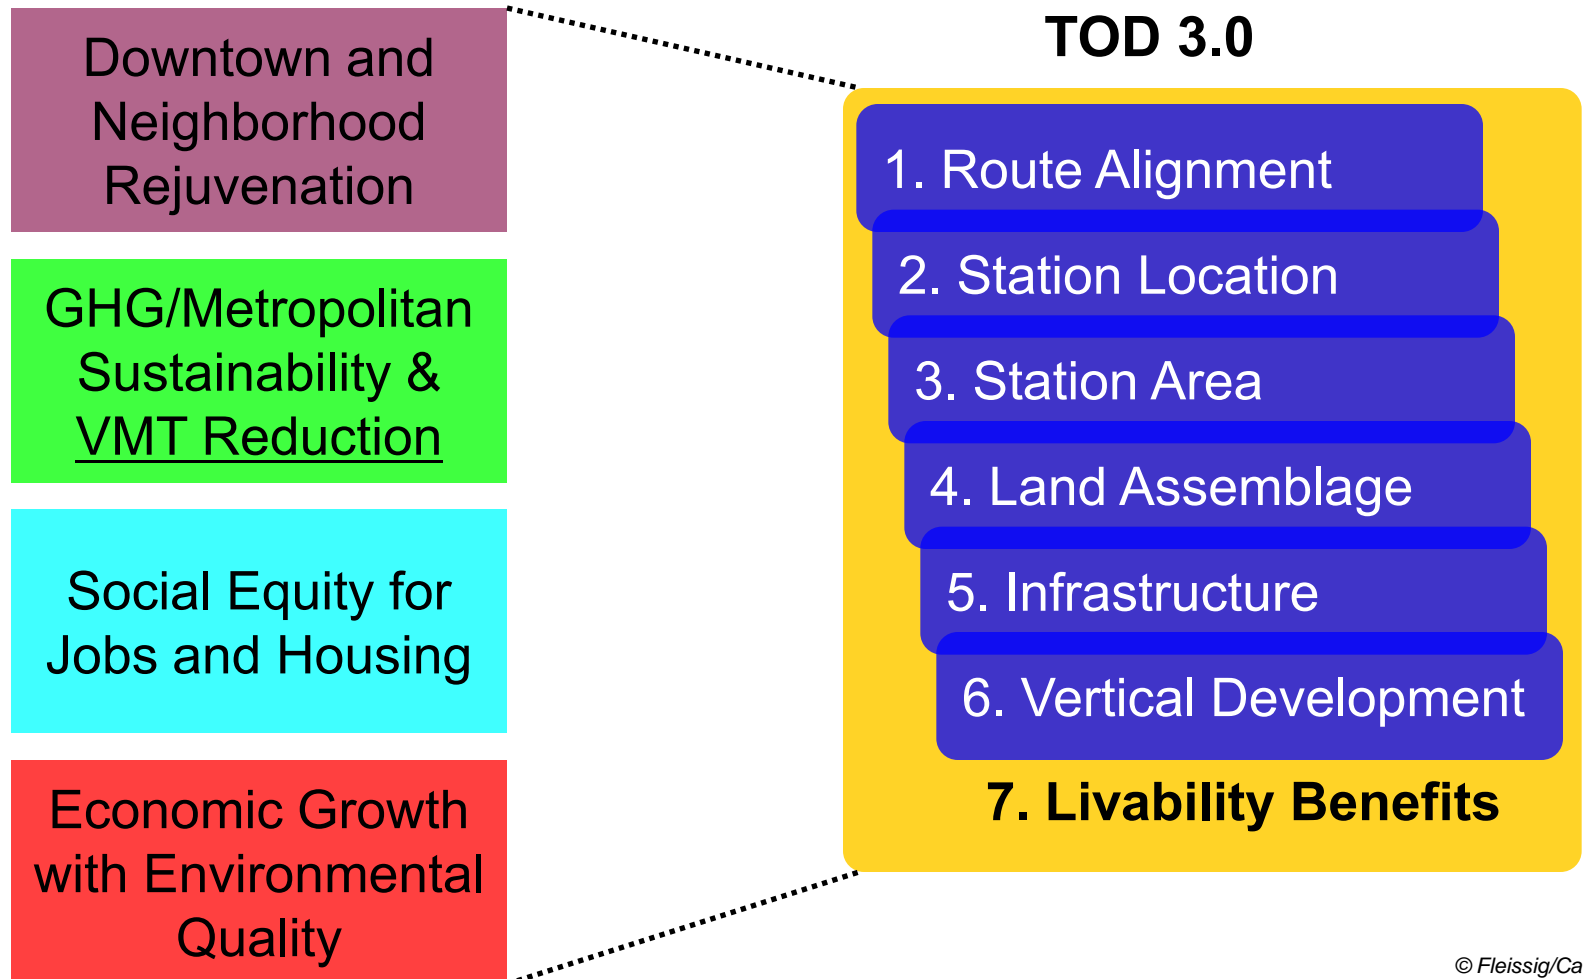 Downtown and
Neighborhood
Rejuvenation
GHG/Metropolitan
Sustainability &
VMT Reduction
Social Equity for
Jobs and Housing
Economic Growth
with Environmental
Quality
TOD 3.0
1. Route Alignment
2. Station Location
3. Station Area
4. Land Assemblage
5. Infrastructure
6. Vertical Development
7. Livability Benefits
© Fleissig/Ca